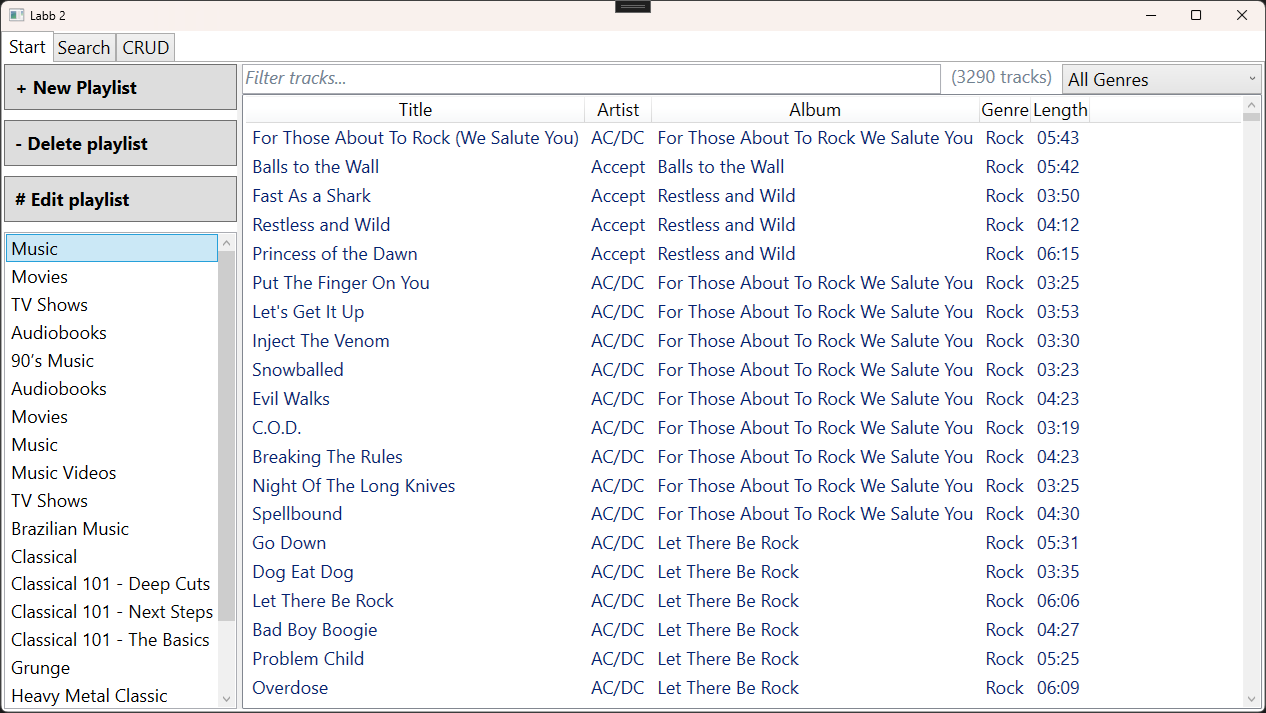 Labb 2
Start Search CRUD
+ New Playlist
- Delete playlist
# Edit playlist
Music
Movies
TV Shows
Audiobooks
90’s Music
Audiobooks
Movies
Music
Music Videos
TV Shows
Brazilian Music
Classical
Classical 101 - Deep Cuts
Classical 101 - Next Steps
Classical 101 - The Basics
Grunge
Heavy Metal Classic
Filter tracks... (3290 tracks) All Genres
Title Artist Album Genre Length
For Those About To Rock (We Salute You) AC/DC For Those About To Rock We Salute You Rock 05:43
Balls to the Wall Accept Balls to the Wall Rock 05:42
Fast As a Shark Accept Restless and Wild Rock 03:50
Restless and Wild Accept Restless and Wild Rock 04:12
Princess of the Dawn Accept Restless and Wild Rock 06:15
Put The Finger On You AC/DC For Those About To Rock We Salute You Rock 03:25
Let's Get It Up AC/DC For Those About To Rock We Salute You Rock 03:53
Inject The Venom AC/DC For Those About To Rock We Salute You Rock 03:30
Snowballed AC/DC For Those About To Rock We Salute You Rock 03:23
Evil Walks AC/DC For Those About To Rock We Salute You Rock 04:23
C.O.D. AC/DC For Those About To Rock We Salute You Rock 03:19
Breaking The Rules AC/DC For Those About To Rock We Salute You Rock 04:23
Night Of The Long Knives AC/DC For Those About To Rock We Salute You Rock 03:25
Spellbound AC/DC For Those About To Rock We Salute You Rock 04:30
Go Down AC/DC Let There Be Rock Rock 05:31
Dog Eat Dog AC/DC Let There Be Rock Rock 03:35
Let There Be Rock AC/DC Let There Be Rock Rock 06:06
Bad Boy Boogie AC/DC Let There Be Rock Rock 04:27
Problem Child AC/DC Let There Be Rock Rock 05:25
Overdose AC/DC Let There Be Rock Rock 06:09